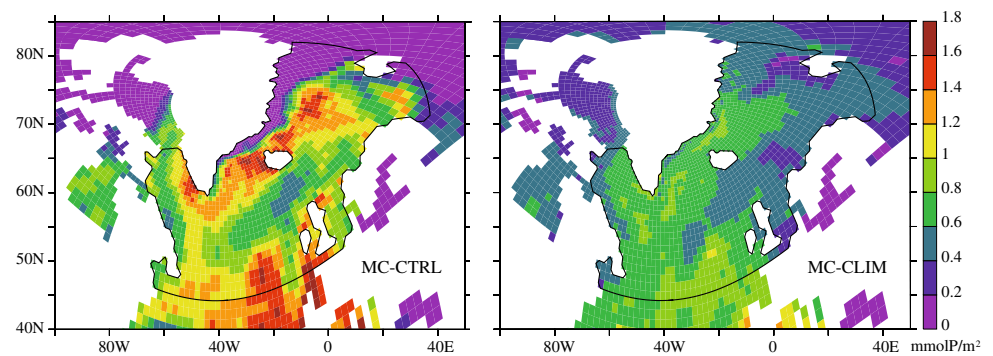 80N
70N
60N
50N
40N
80W
40W
0
40E
MC-CTRL
80W
40W
0
40E
MC-CLIM
1.8
1.6
1.4
1.2
1
0.8
0.6
0.4
0.2
0
mmolP/m²